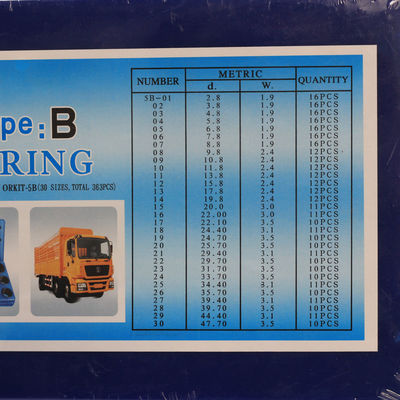 pe:B
RING
ORKIT-5B(30 SIZES, TOTAL 363PCS)
NUMBER METRIC QUANTITY
d. W.
5B-01 2.8 1.9 16PCS
02 3.8 1.9 16PCS
03 4.8 1.9 16PCS
04 5.8 1.9 16PCS
05 6.8 1.9 16PCS
06 7.8 1.9 16PCS
07 8.8 1.9 16PCS
08 9.8 2.4 12PCS
09 10.8 2.4 12PCS
10 11.8 2.4 12PCS
11 13.8 2.4 12PCS
12 15.8 2.4 12PCS
13 17.8 2.4 12PCS
14 19.8 2.4 12PCS
15 20.0 3.0 11PCS
16 22.00 3.0 11PCS
17 22.10 3.5 10PCS
18 24.40 3.1 11PCS
19 24.70 3.5 10PCS
20 25.70 3.5 10PCS
21 29.40 3.1 11PCS
22 29.70 3.5 10PCS
23 31.70 3.5 10PCS
24 33.70 3.5 10PCS
25 34.40 3.1 11PCS
26 35.70 3.5 10PCS
27 39.40 3.1 11PCS
28 39.70 3.5 10PCS
29 44.40 3.1 11PCS
30 47.70 3.5 10PCS